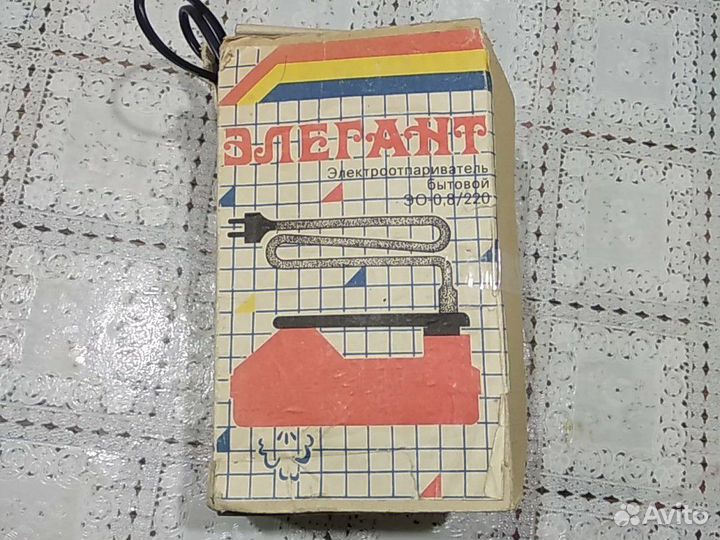 ЭЛЕГАНТ
Электроотпариватель
бытовой
ЭО-0,8/220
Avito